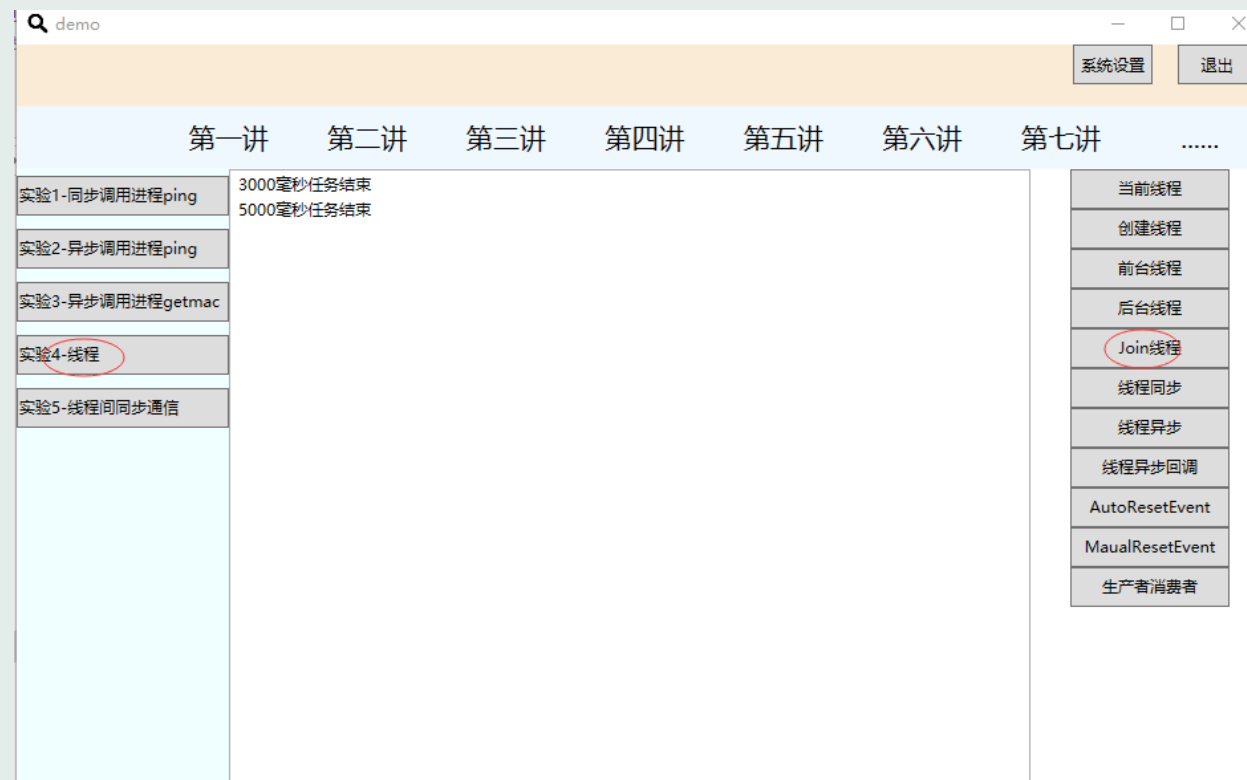 demo
系统设置
退出
第一讲 第二讲 第三讲 第四讲 第五讲 第六讲 第七讲 ......
实验1-同步调用进程ping
实验2-异步调用进程ping
实验3-异步调用进程getmac
实验4-线程
实验5-线程间同步通信
3000毫秒任务结束
5000毫秒任务结束
当前线程
创建线程
前台线程
后台线程
Join线程
线程同步
线程异步
线程异步回调
AutoResetEvent
MaualResetEvent
生产者消费者